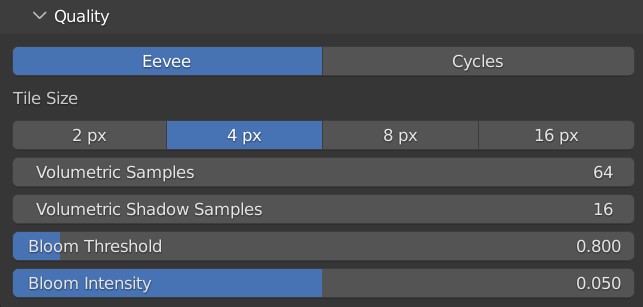 Quality
Eevee Cycles
Tile Size
2 px 4 px 8 px 16 px
Volumetric Samples 64
Volumetric Shadow Samples 16
Bloom Threshold 0.800
Bloom Intensity 0.050